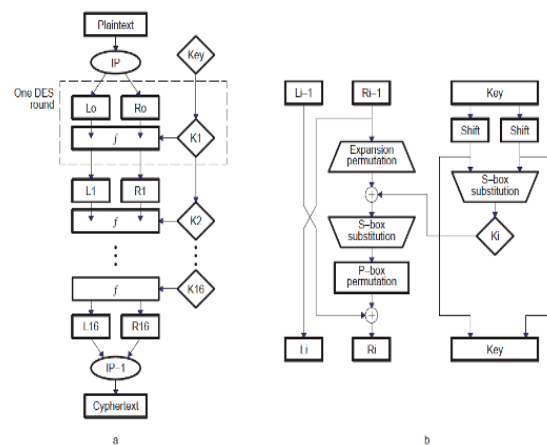 Plaintext
IP
Key
One DES
round
Lo
Ro
f
K1
L1
R1
f
K2
f
K16
L16
R16
IP-1
Cyphertext
a
Li-1
Ri-1
Key
Shift
Shift
Expansion
permutation
S-box
substitution
Ki
S-box
substitution
P-box
permutation
Li
Ri
Key
b